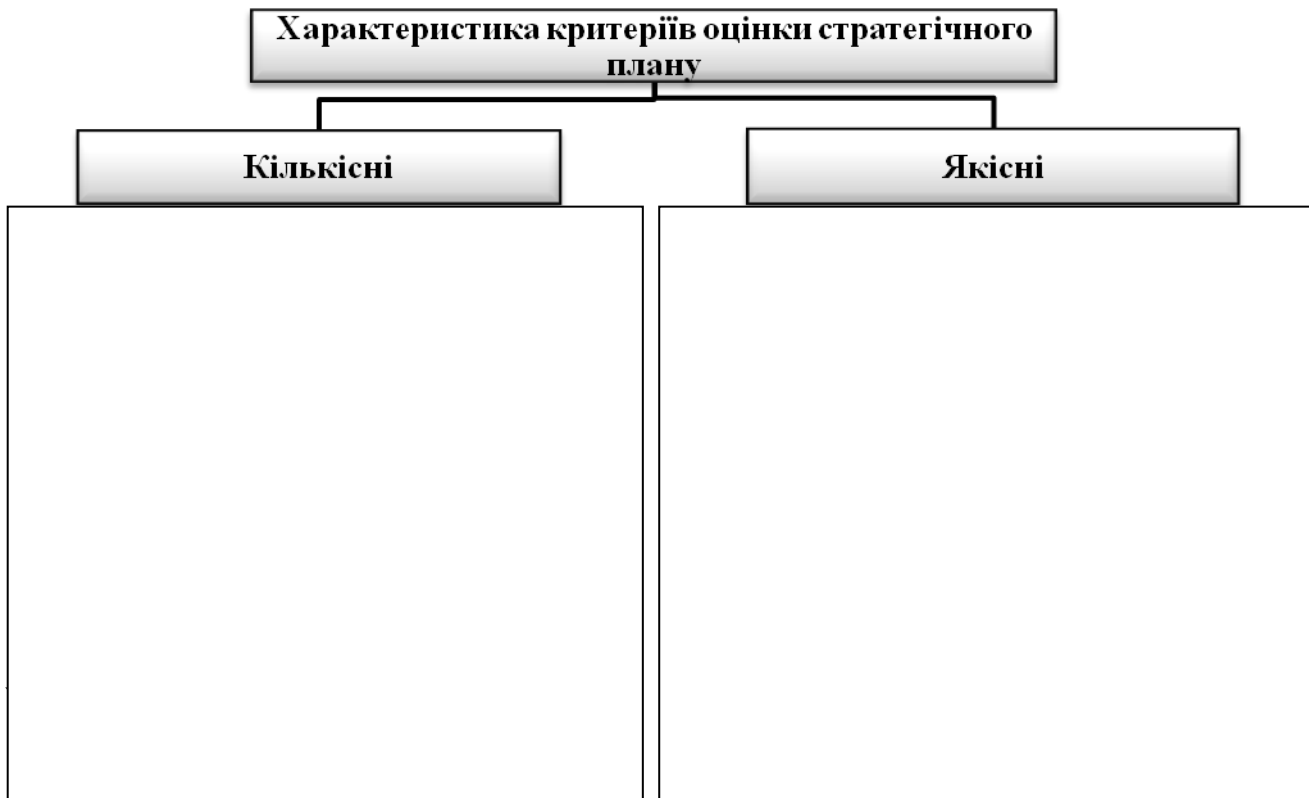 Характеристика критеріїв оцінки стратегічного
плану
Кількісні
Якісні